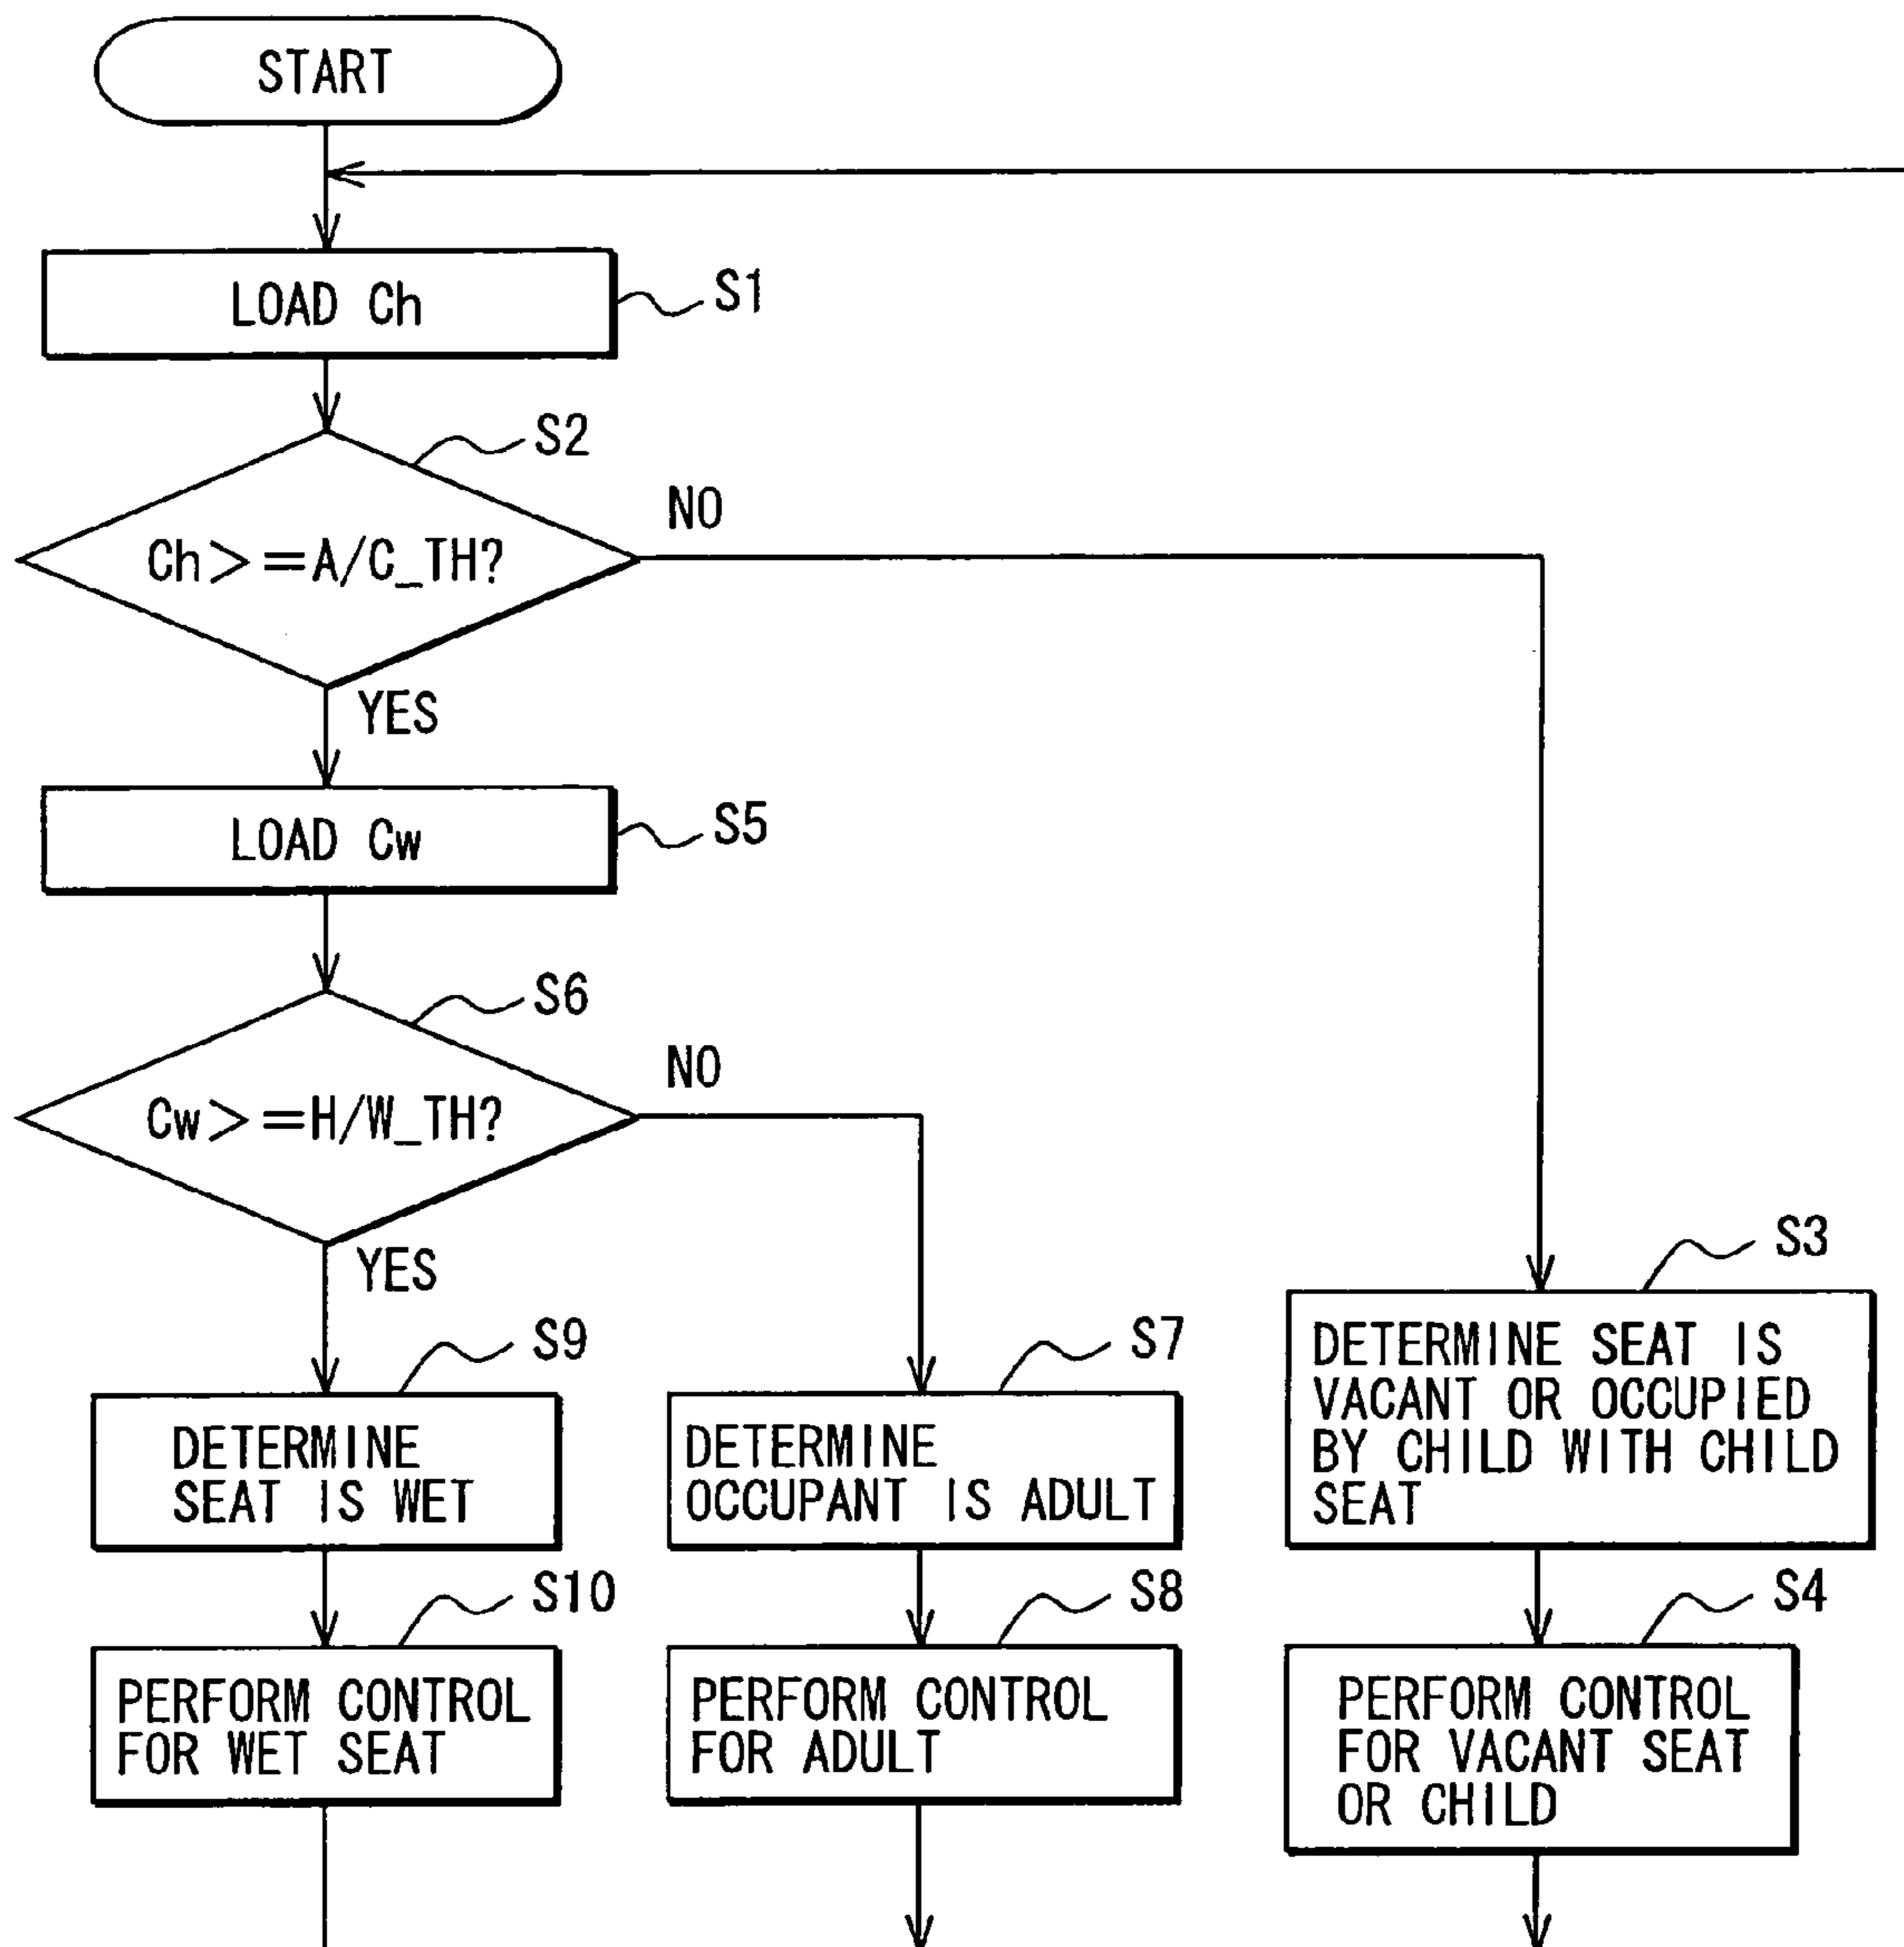 START
LOAD Ch
S1
S2
Ch>=A/C_TH?
NO
YES
LOAD Cw
S5
S6
Cw>=H/W_TH?
NO
YES
S9
DETERMINE
SEAT IS WET
S7
DETERMINE
OCCUPANT IS ADULT
S3
DETERMINE SEAT IS
VACANT OR OCCUPIED
BY CHILD WITH CHILD
SEAT
S10
PERFORM CONTROL
FOR WET SEAT
S8
PERFORM CONTROL
FOR ADULT
S4
PERFORM CONTROL
FOR VACANT SEAT
OR CHILD